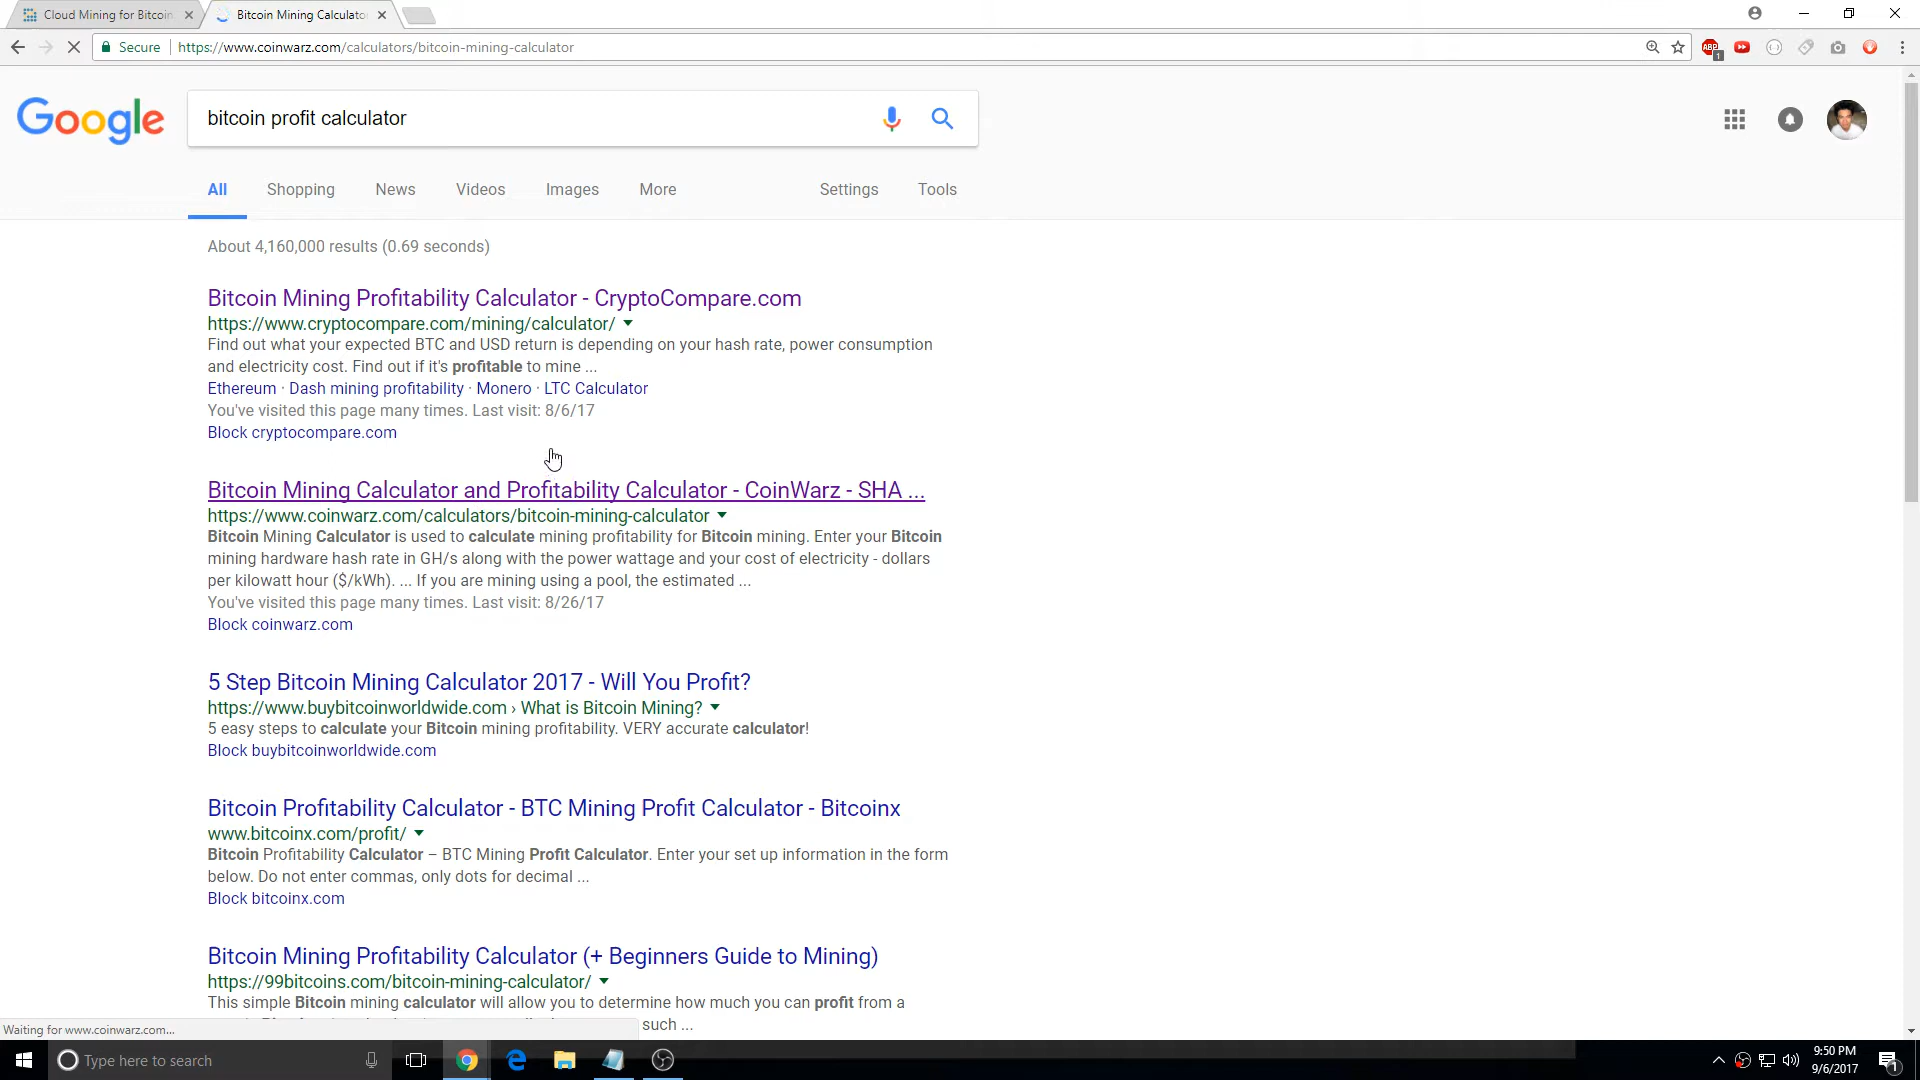 Cloud Mining for Bitcoin
Bitcoin Mining Calculato
Secure
https://www.coinwarz.com/calculators/bitcoin-mining-calculator
ABP
1
Google
bitcoin profit calculator
All Shopping News Videos Images More Settings Tools
About 4,160,000 results (0.69 seconds)
Bitcoin Mining Profitability Calculator - CryptoCompare.com
https://www.cryptocompare.com/mining/calculator/
Find out what your expected BTC and USD return is depending on your hash rate, power consumption
and electricity cost. Find out if it's profitable to mine ...
Ethereum · Dash mining profitability · Monero · LTC Calculator
You've visited this page many times. Last visit: 8/6/17
Block cryptocompare.com
Bitcoin Mining Calculator and Profitability Calculator - CoinWarz - SHA ...
https://www.coinwarz.com/calculators/bitcoin-mining-calculator
Bitcoin Mining Calculator is used to calculate mining profitability for Bitcoin mining. Enter your Bitcoin
mining hardware hash rate in GH/s along with the power wattage and your cost of electricity - dollars
per kilowatt hour ($/kWh). ... If you are mining using a pool, the estimated ...
You've visited this page many times. Last visit: 8/26/17
Block coinwarz.com
5 Step Bitcoin Mining Calculator 2017 - Will You Profit?
https://www.buybitcoinworldwide.com › What is Bitcoin Mining?
5 easy steps to calculate your Bitcoin mining profitability. VERY accurate calculator!
Block buybitcoinworldwide.com
Bitcoin Profitability Calculator - BTC Mining Profit Calculator - Bitcoinx
www.bitcoinx.com/profit/
Bitcoin Profitability Calculator – BTC Mining Profit Calculator. Enter your set up information in the form
below. Do not enter commas, only dots for decimal ...
Block bitcoinx.com
Bitcoin Mining Profitability Calculator (+ Beginners Guide to Mining)
https://99bitcoins.com/bitcoin-mining-calculator/
This simple Bitcoin mining calculator will allow you to determine how much you can profit from a
such ...
Waiting for www.coinwarz.com...
Type here to search
9:50 PM
9/6/2017
1